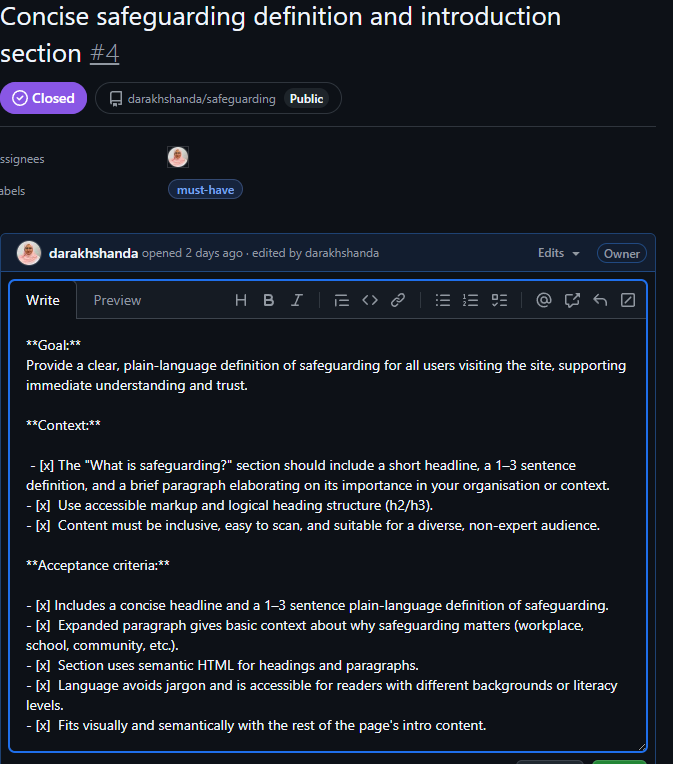 Concise safeguarding definition and introduction
section #4
Closed
darakhshanda/safeguarding Public
ssignees
abels
must-have
darakhshanda opened 2 days ago · edited by darakhshanda
Edits
Owner
Write
Preview
**Goal:**
Provide a clear, plain-language definition of safeguarding for all users visiting the site, supporting
immediate understanding and trust.
**Context:**
- [x] The "What is safeguarding?" section should include a short headline, a 1–3 sentence
definition, and a brief paragraph elaborating on its importance in your organisation or context.
- [x]  Use accessible markup and logical heading structure (h2/h3).
- [x]  Content must be inclusive, easy to scan, and suitable for a diverse, non-expert audience.
**Acceptance criteria:**
- [x] Includes a concise headline and a 1–3 sentence plain-language definition of safeguarding.
- [x]  Expanded paragraph gives basic context about why safeguarding matters (workplace,
school, community, etc.).
- [x]  Section uses semantic HTML for headings and paragraphs.
- [x]  Language avoids jargon and is accessible for readers with different backgrounds or literacy
levels.
- [x]  Fits visually and semantically with the rest of the page's intro content.